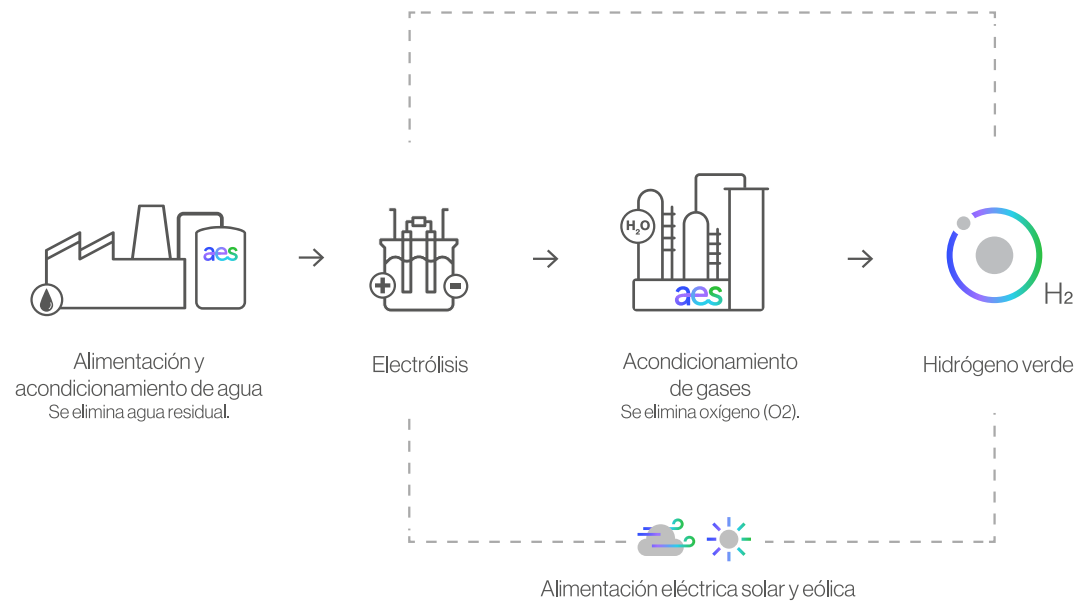 aes
+
-
H₂O
aes
H2
Alimentación y
acondicionamiento de agua
Se elimina agua residual.
Electrólisis
Acondicionamiento
de gases
Se elimina oxígeno (O2).
Hidrógeno verde
Alimentación eléctrica solar y eólica